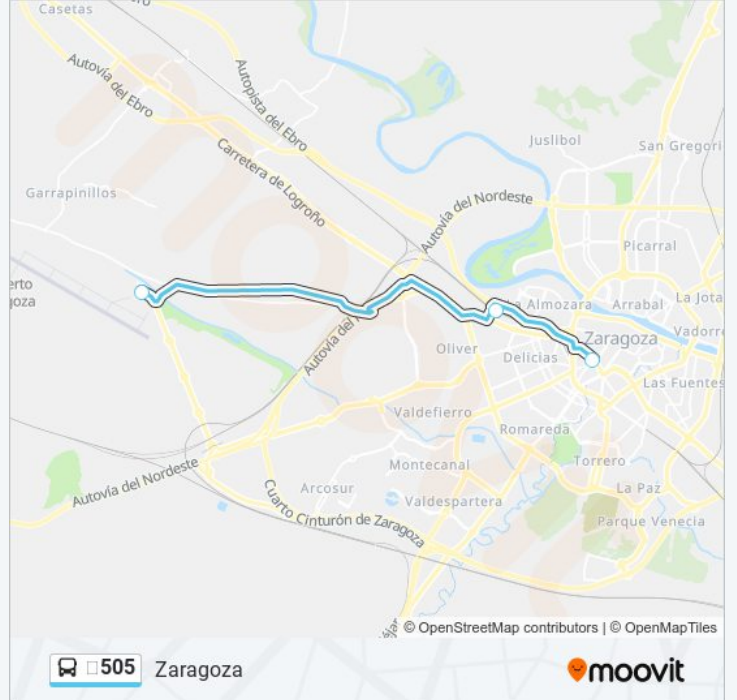 Casetas
Autovía del Ebro
Autopista del Ebro
Carretera de Logroño
Juslibol
San Gregori
Garrapinillos
Autovía del Nordeste
Picarral
erto
goza
Almozara
Arrabal
La Jota
Autovía del
Zaragoza
Vadorre
Oliver
Delicias
Las Fuentes
Valdefierro
Romareda
Montecanal
Torrero
Autovía del Nordeste
Arcosur
Valdespartera
La Paz
Cuarto Cinturón de Zaragoza
Parque Venecia
© OpenStreetMap contributors | © OpenMapTiles
505 Zaragoza
moovit